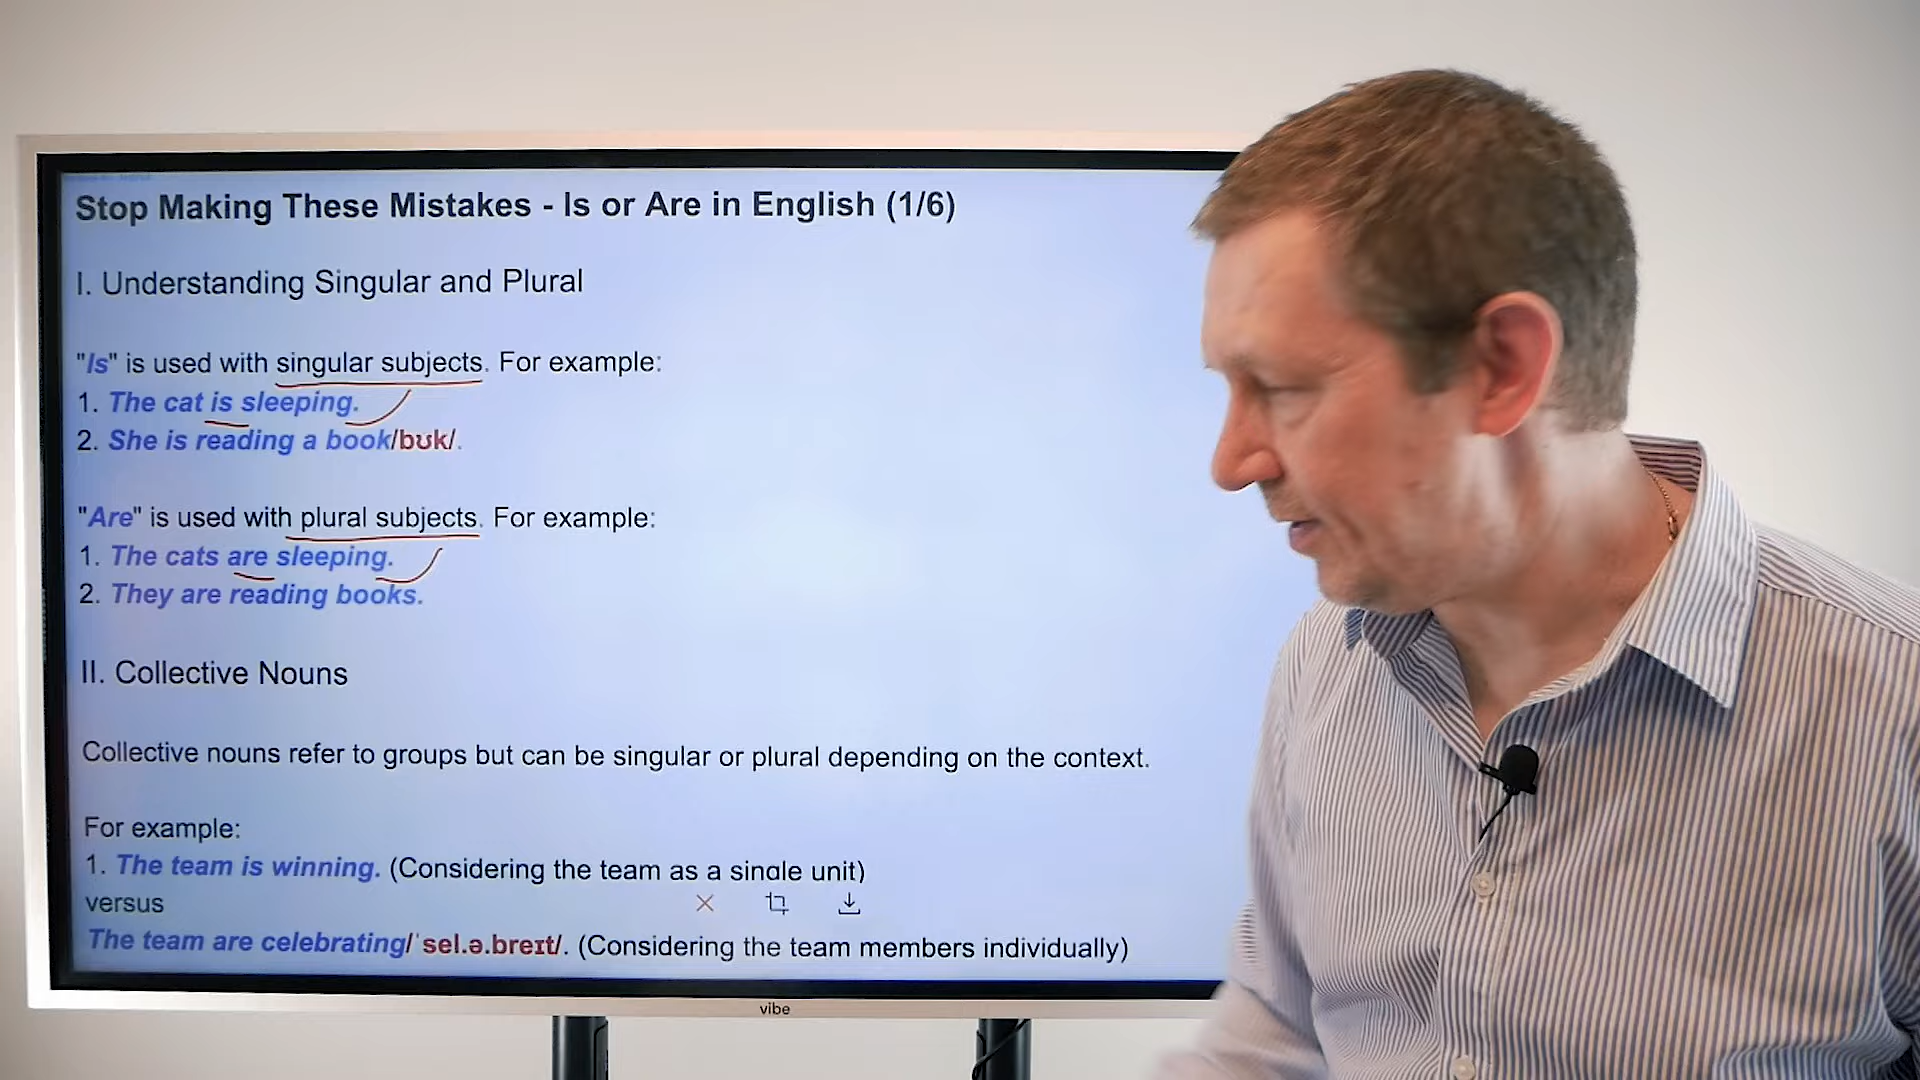 Stop Making These Mistakes - Is or Are in English (1/6)
I. Understanding Singular and Plural
"Is" is used with singular subjects. For example:
1. The cat is sleeping.
2. She is reading a book/bʊk/.
"Are" is used with plural subjects. For example:
1. The cats are sleeping.
2. They are reading books.
II. Collective Nouns
Collective nouns refer to groups but can be singular or plural depending on the context.
For example:
1. The team is winning. (Considering the team as a single unit)
versus
The team are celebrating/ˈsel.ə.breɪt/. (Considering the team members individually)
vibe